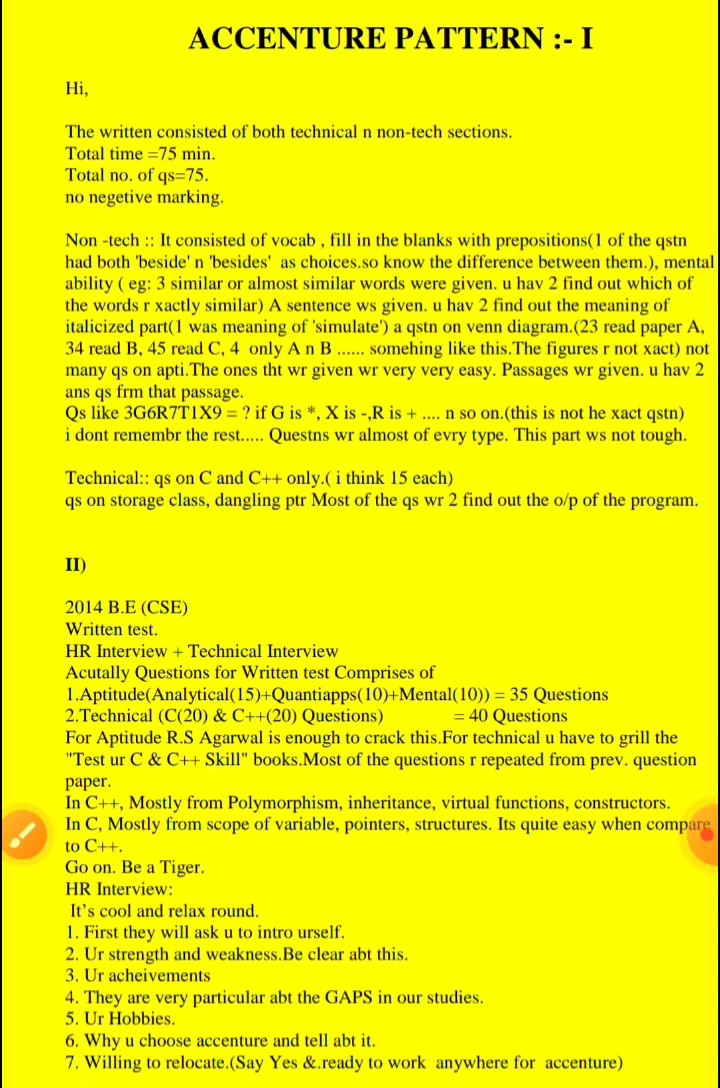 ACCENTURE PATTERN :- I
Hi,
The written consisted of both technical n non-tech sections.
Total time =75 min.
Total no. of qs=75.
no negetive marking.
Non -tech :: It consisted of vocab , fill in the blanks with prepositions(1 of the qstn
had both 'beside' n 'besides'  as choices.so know the difference between them.), mental
ability ( eg: 3 similar or almost similar words were given. u hav 2 find out which of
the words r xactly similar) A sentence ws given. u hav 2 find out the meaning of
italicized part(1 was meaning of 'simulate') a qstn on venn diagram.(23 read paper A,
34 read B, 45 read C, 4  only A n B ...... somehing like this.The figures r not xact) not
many qs on apti.The ones tht wr given wr very very easy. Passages wr given. u hav 2
ans qs frm that passage.
Qs like 3G6R7T1X9 = ? if G is *, X is -,R is + .... n so on.(this is not he xact qstn)
i dont remembr the rest..... Questns wr almost of evry type. This part ws not tough.
Technical:: qs on C and C++ only.( i think 15 each)
qs on storage class, dangling ptr Most of the qs wr 2 find out the o/p of the program.
II)
2014 B.E (CSE)
Written test.
HR Interview + Technical Interview
Acutally Questions for Written test Comprises of
1.Aptitude(Analytical(15)+Quantiapps(10)+Mental(10)) = 35 Questions
2.Technical (C(20) & C++(20) Questions) = 40 Questions
For Aptitude R.S Agarwal is enough to crack this.For technical u have to grill the
"Test ur C & C++ Skill" books.Most of the questions r repeated from prev. question
paper.
In C++, Mostly from Polymorphism, inheritance, virtual functions, constructors.
In C, Mostly from scope of variable, pointers, structures. Its quite easy when compare
to C++.
Go on. Be a Tiger.
HR Interview:
It's cool and relax round.
1. First they will ask u to intro urself.
2. Ur strength and weakness.Be clear abt this.
3. Ur acheivements
4. They are very particular abt the GAPS in our studies.
5. Ur Hobbies.
6. Why u choose accenture and tell abt it.
7. Willing to relocate.(Say Yes &.ready to work  anywhere for  accenture)